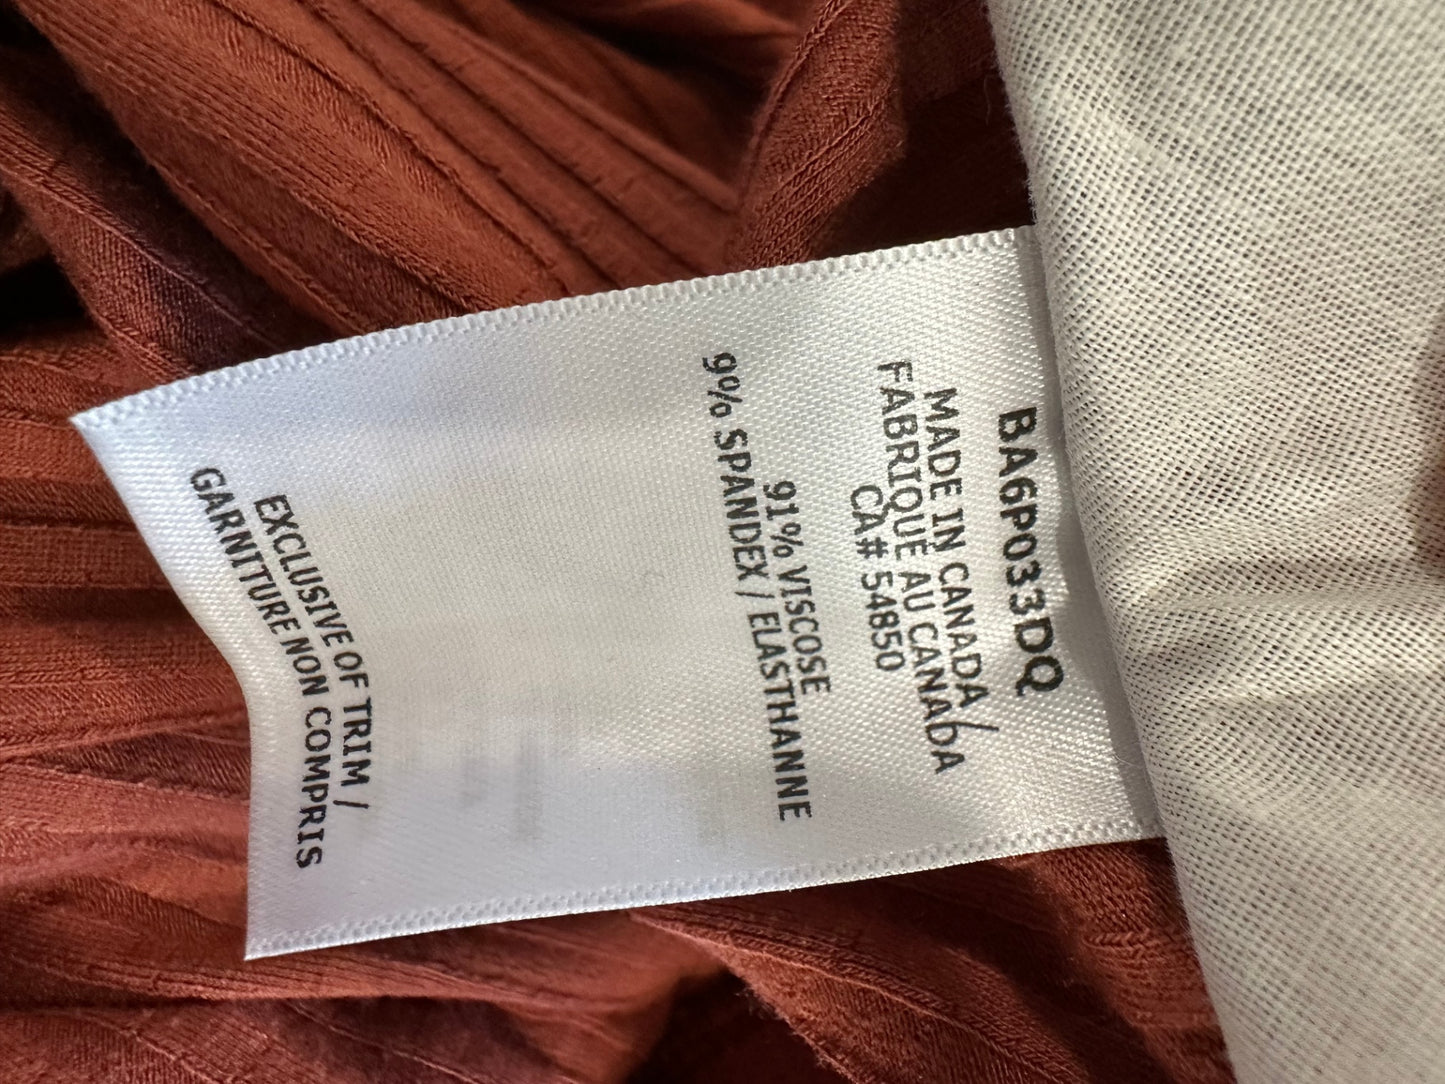 BA6P033DQ
MADE IN CANADA/
FABRIQUE AU CANADA
CA# 54850
91% VISCOSE
9% SPANDEX / ELASTHANNE
EXCLUSIVE OF TRIM /
GARNITURE NON COMPRIS